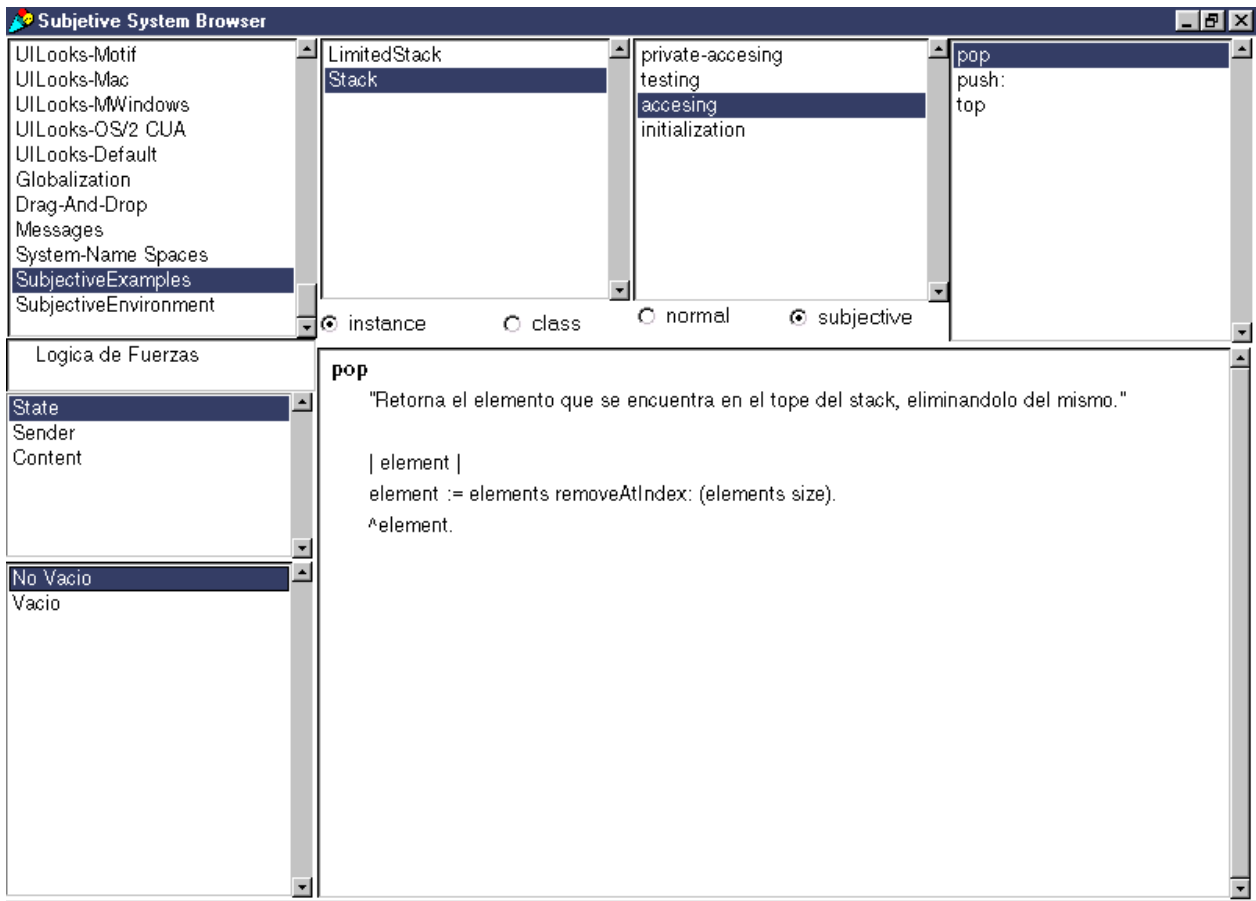 Subjetive System Browser
UILooks-Motif
UILooks-Mac
UILooks-MWindows
UILooks-OS/2 CUA
UILooks-Default
Globalization
Drag-And-Drop
Messages
System-Name Spaces
SubjectiveExamples
SubjectiveEnvironment
LimitedStack
Stack
instance
class
private-accesing
testing
accesing
initialization
normal
subjective
pop
push:
top
Logica de Fuerzas
State
Sender
Content
No Vacio
Vacio
pop
"Retorna el elemento que se encuentra en el tope del stack, eliminandolo del mismo."
| element |
element := elements removeAtIndex: (elements size).
^element.